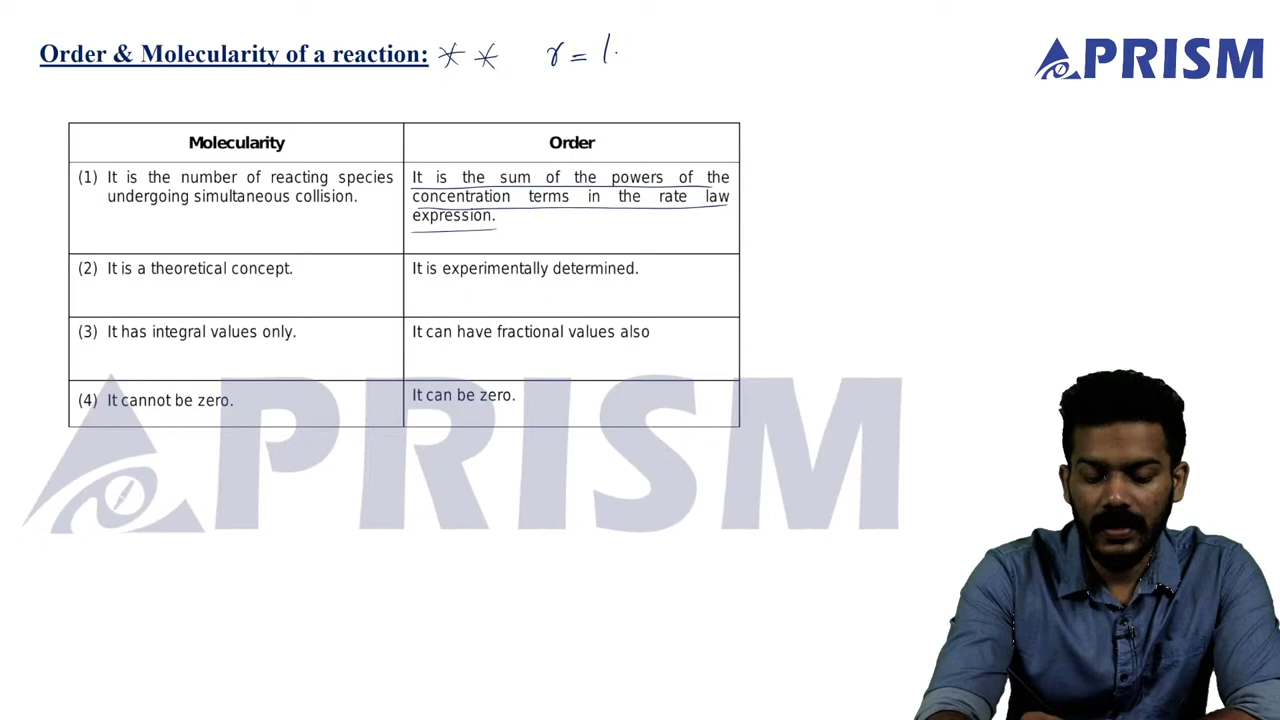 Order & Molecularity of a reaction: ** r =
PRISM
Molecularity
Order
(1) It is the number of reacting species
undergoing simultaneous collision.
It is the sum of the powers of the
concentration terms in the rate law
expression.
(2) It is a theoretical concept.
It is experimentally determined.
(3) It has integral values only.
It can have fractional values also
(4) It cannot be zero.
It can be zero.
PRISM